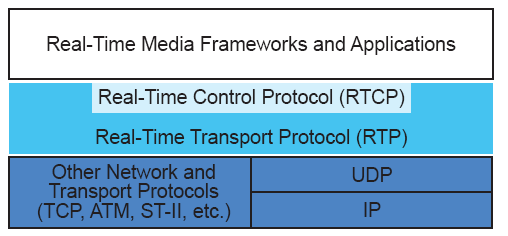 Real-Time Media Frameworks and Applications
Real-Time Control Protocol (RTCP)
Real-Time Transport Protocol (RTP)
Other Network and
Transport Protocols
(TCP, ATM, ST-II, etc.)
UDP
IP